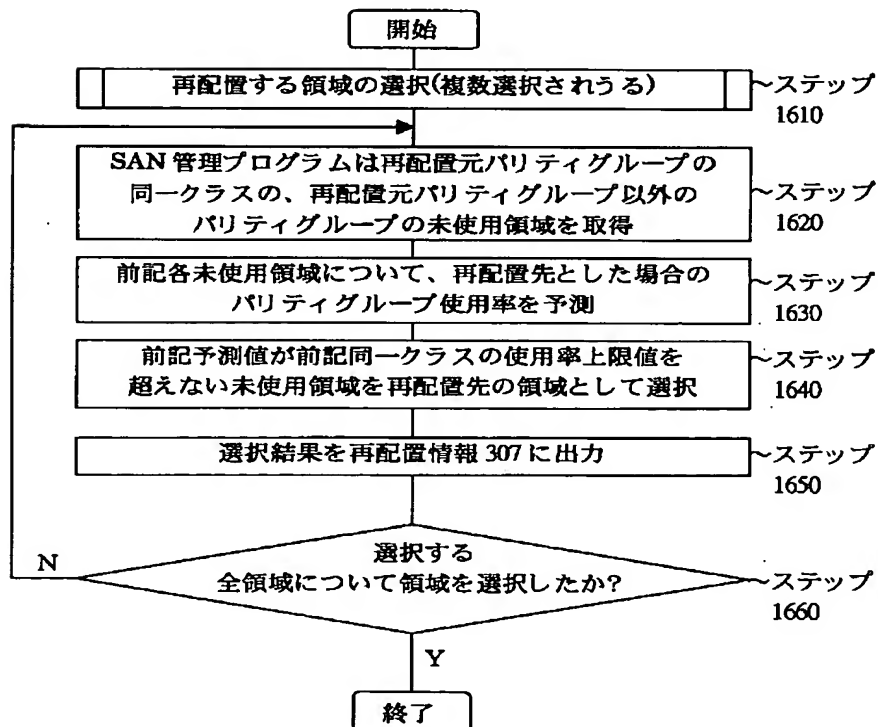 開始
再配置する領域の選択(複数選択されうる)
～ステップ
1610
SAN 管理プログラムは再配置元パリティグループの
同一クラスの、再配置元パリティグループ以外の
パリティグループの未使用領域を取得
～ステップ
1620
前記各未使用領域について、再配置先とした場合の
パリティグループ使用率を予測
～ステップ
1630
前記予測値が前記同一クラスの使用率上限値を
超えない未使用領域を再配置先の領域として選択
～ステップ
1640
選択結果を再配置情報 307 に出力
～ステップ
1650
選択する
全領域について領域を選択したか?
～ステップ
1660
N
Y
終了